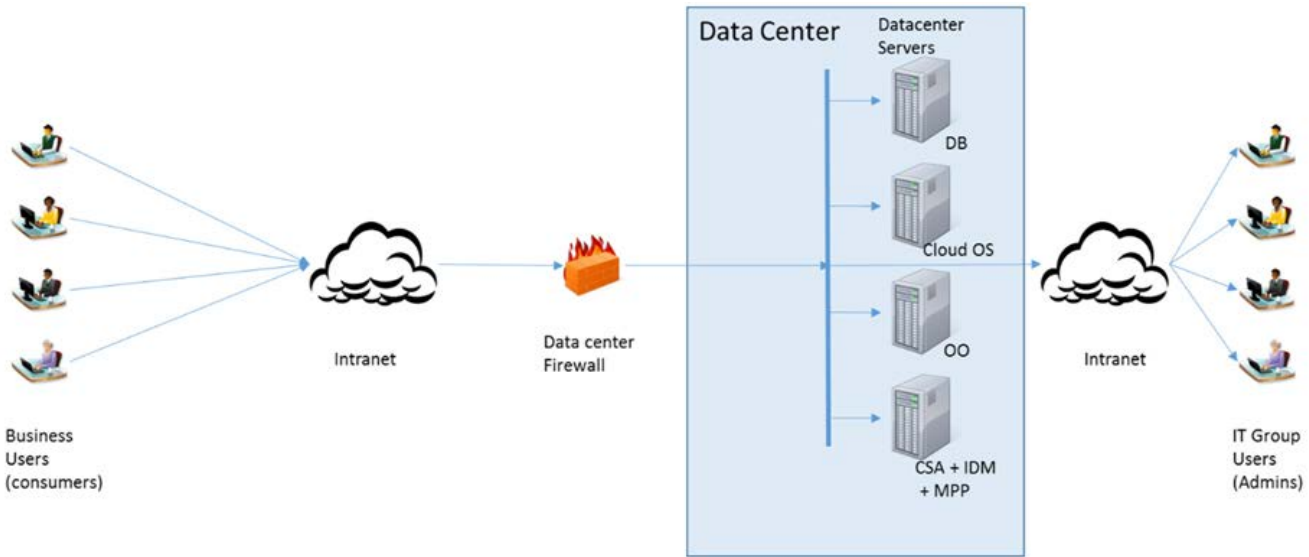 Data Center
Datacenter
Servers
DB
Cloud OS
OO
CSA + IDM
+ MPP
Intranet
Data center
Firewall
Intranet
Business
Users
(consumers)
IT Group
Users
(Admins)